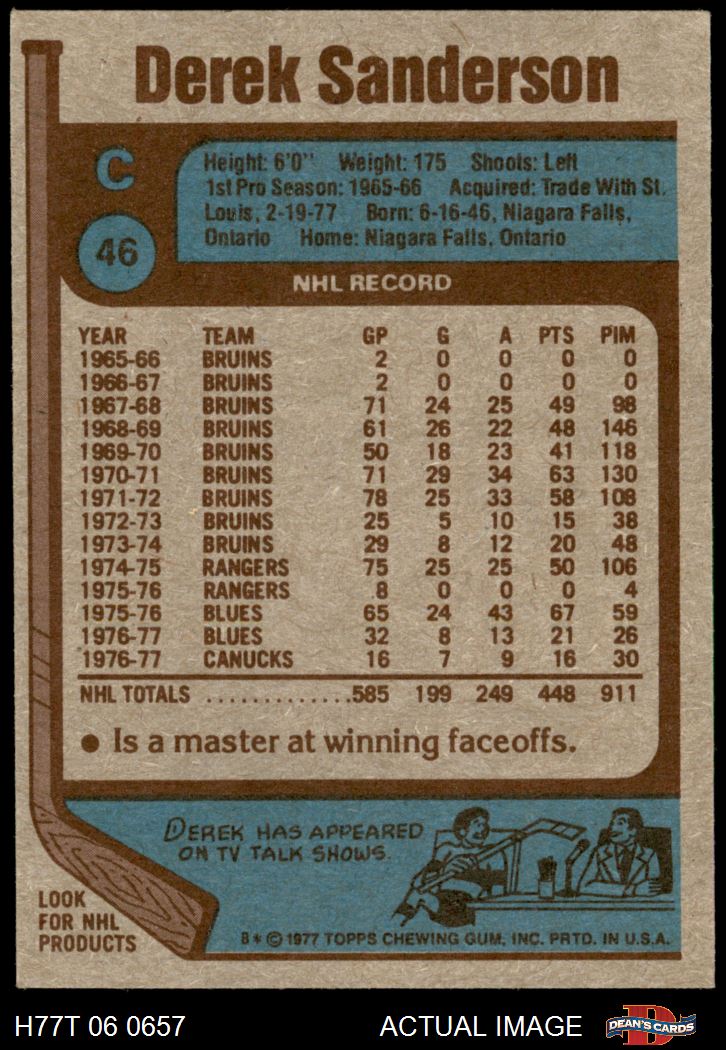 Derek Sanderson
C
46
Height: 6'0" Weight: 175 Shoots: Left
1st Pro Season: 1965-66 Acquired: Trade With St.
Louis, 2-19-77 Born: 6-16-46, Niagara Falls,
Ontario Home: Niagara Falls, Ontario
NHL RECORD
YEAR TEAM GP G A PTS PIM
1965-66 BRUINS 2 0 0 0 0
1966-67 BRUINS 2 0 0 0 0
1967-68 BRUINS 71 24 25 49 98
1968-69 BRUINS 61 26 22 48 146
1969-70 BRUINS 50 18 23 41 118
1970-71 BRUINS 71 29 34 63 130
1971-72 BRUINS 78 25 33 58 108
1972-73 BRUINS 25 5 10 15 38
1973-74 BRUINS 29 8 12 20 48
1974-75 RANGERS 75 25 25 50 106
1975-76 RANGERS 8 0 0 0 4
1975-76 BLUES 65 24 43 67 59
1976-77 BLUES 32 8 13 21 26
1976-77 CANUCKS 16 7 9 16 30
NHL TOTALS .............585 199 249 448 911
● Is a master at winning faceoffs.
DEREK HAS APPEARED
ON TV TALK SHOWS.
LOOK
FOR NHL
PRODUCTS
B * © 1977 TOPPS CHEWING GUM, INC. PRTD. IN U.S.A.
H77T 06 0657 ACTUAL IMAGE
D
DEAN'S CARDS